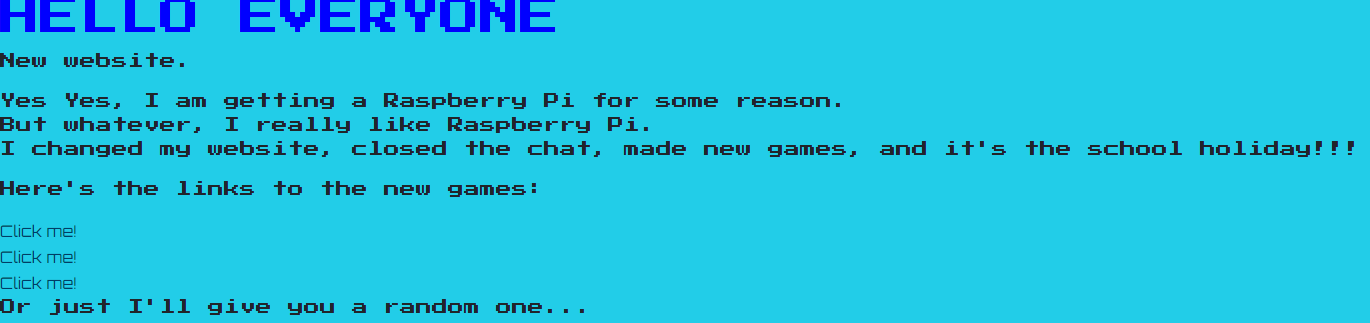 HELLO EVERYONE
New website.
Yes Yes, I am getting a Raspberry Pi for some reason.
But whatever, I really like Raspberry Pi.
I changed my website, closed the chat, made new games, and it's the school holiday!!!
Here's the links to the new games:
Click me!
Click me!
Click me!
Or just I'll give you a random one...